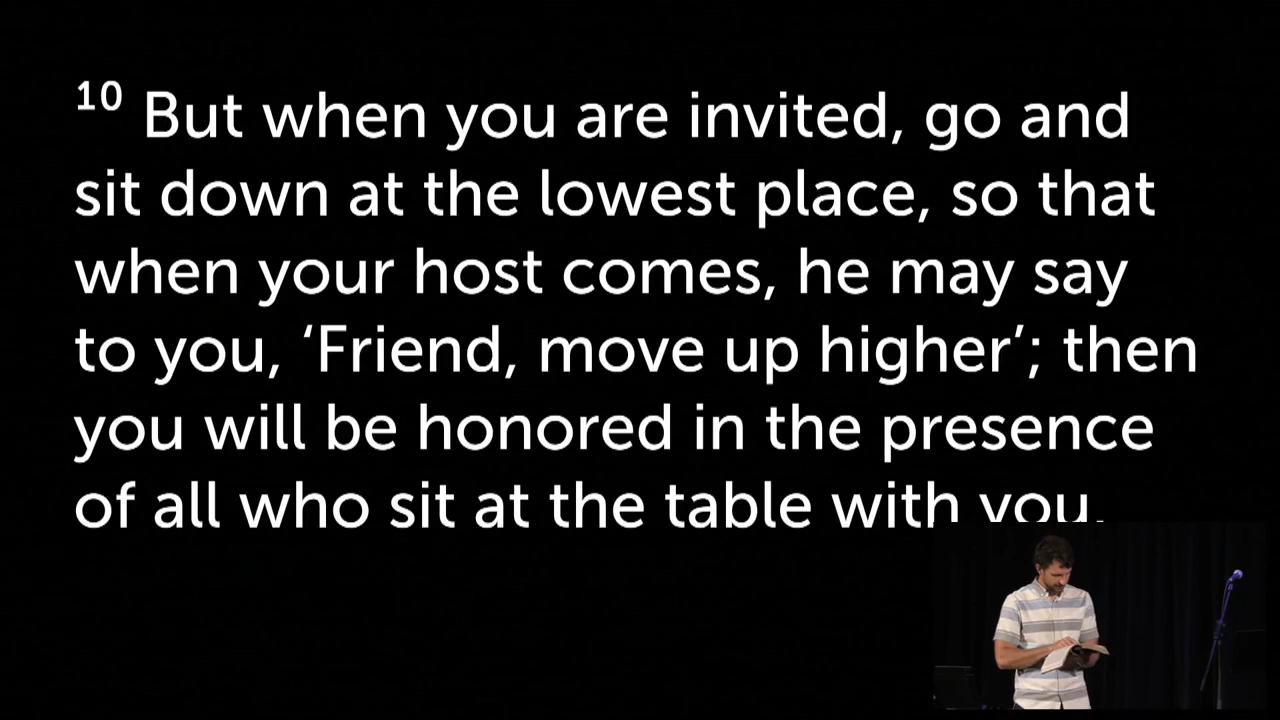 10 But when you are invited, go and
sit down at the lowest place, so that
when your host comes, he may say
to you, ‘Friend, move up higher’; then
you will be honored in the presence
of all who sit at the table with you.